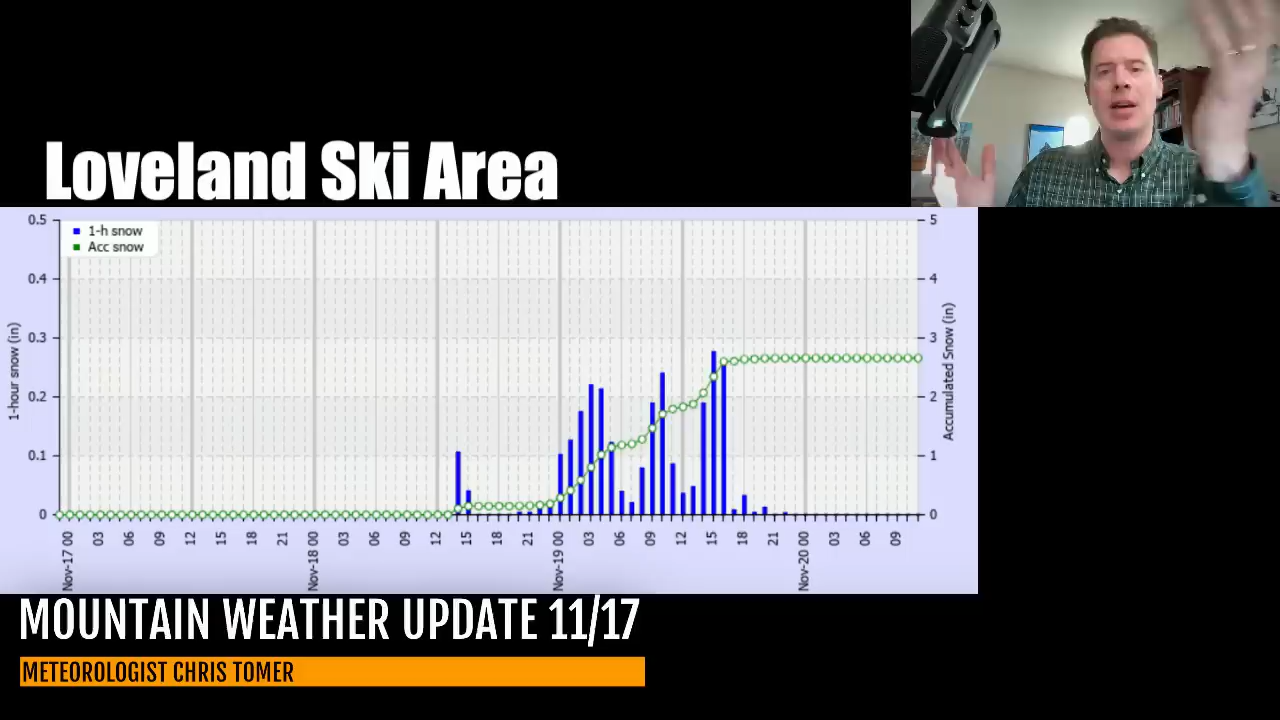 Loveland Ski Area
0.5
0.4
0.3
0.2
0.1
0
1-hour snow (in)
1-h snow
Acc snow
5
4
3
2
1
0
Accumulated Snow (in)
Nov-17 00 03 06 09 12 15 18 21 Nov-18 00 03 06 09 12 15 18 21 Nov-19 00 03 06 09 12 15 18 21 Nov-20 00 03 06 09
MOUNTAIN WEATHER UPDATE 11/17
METEOROLOGIST CHRIS TOMER